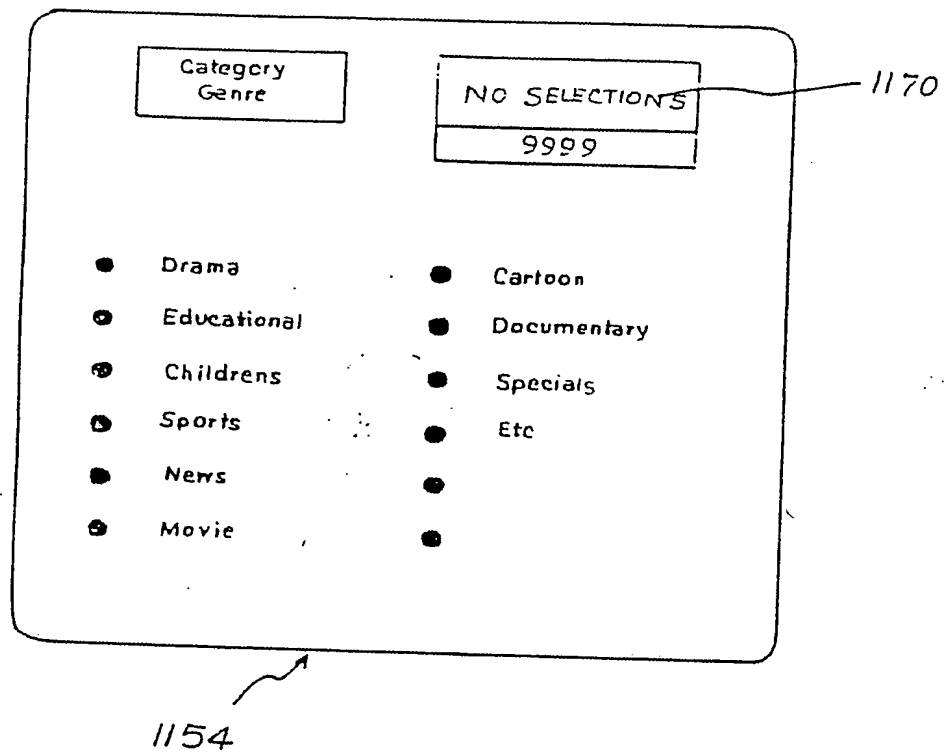 Category
Genre
NO SELECTIONS
1170
9999
Drama
Educational
Childrens
Sports
News
Movie
Cartoon
Documentary
Specials
Etc
1154